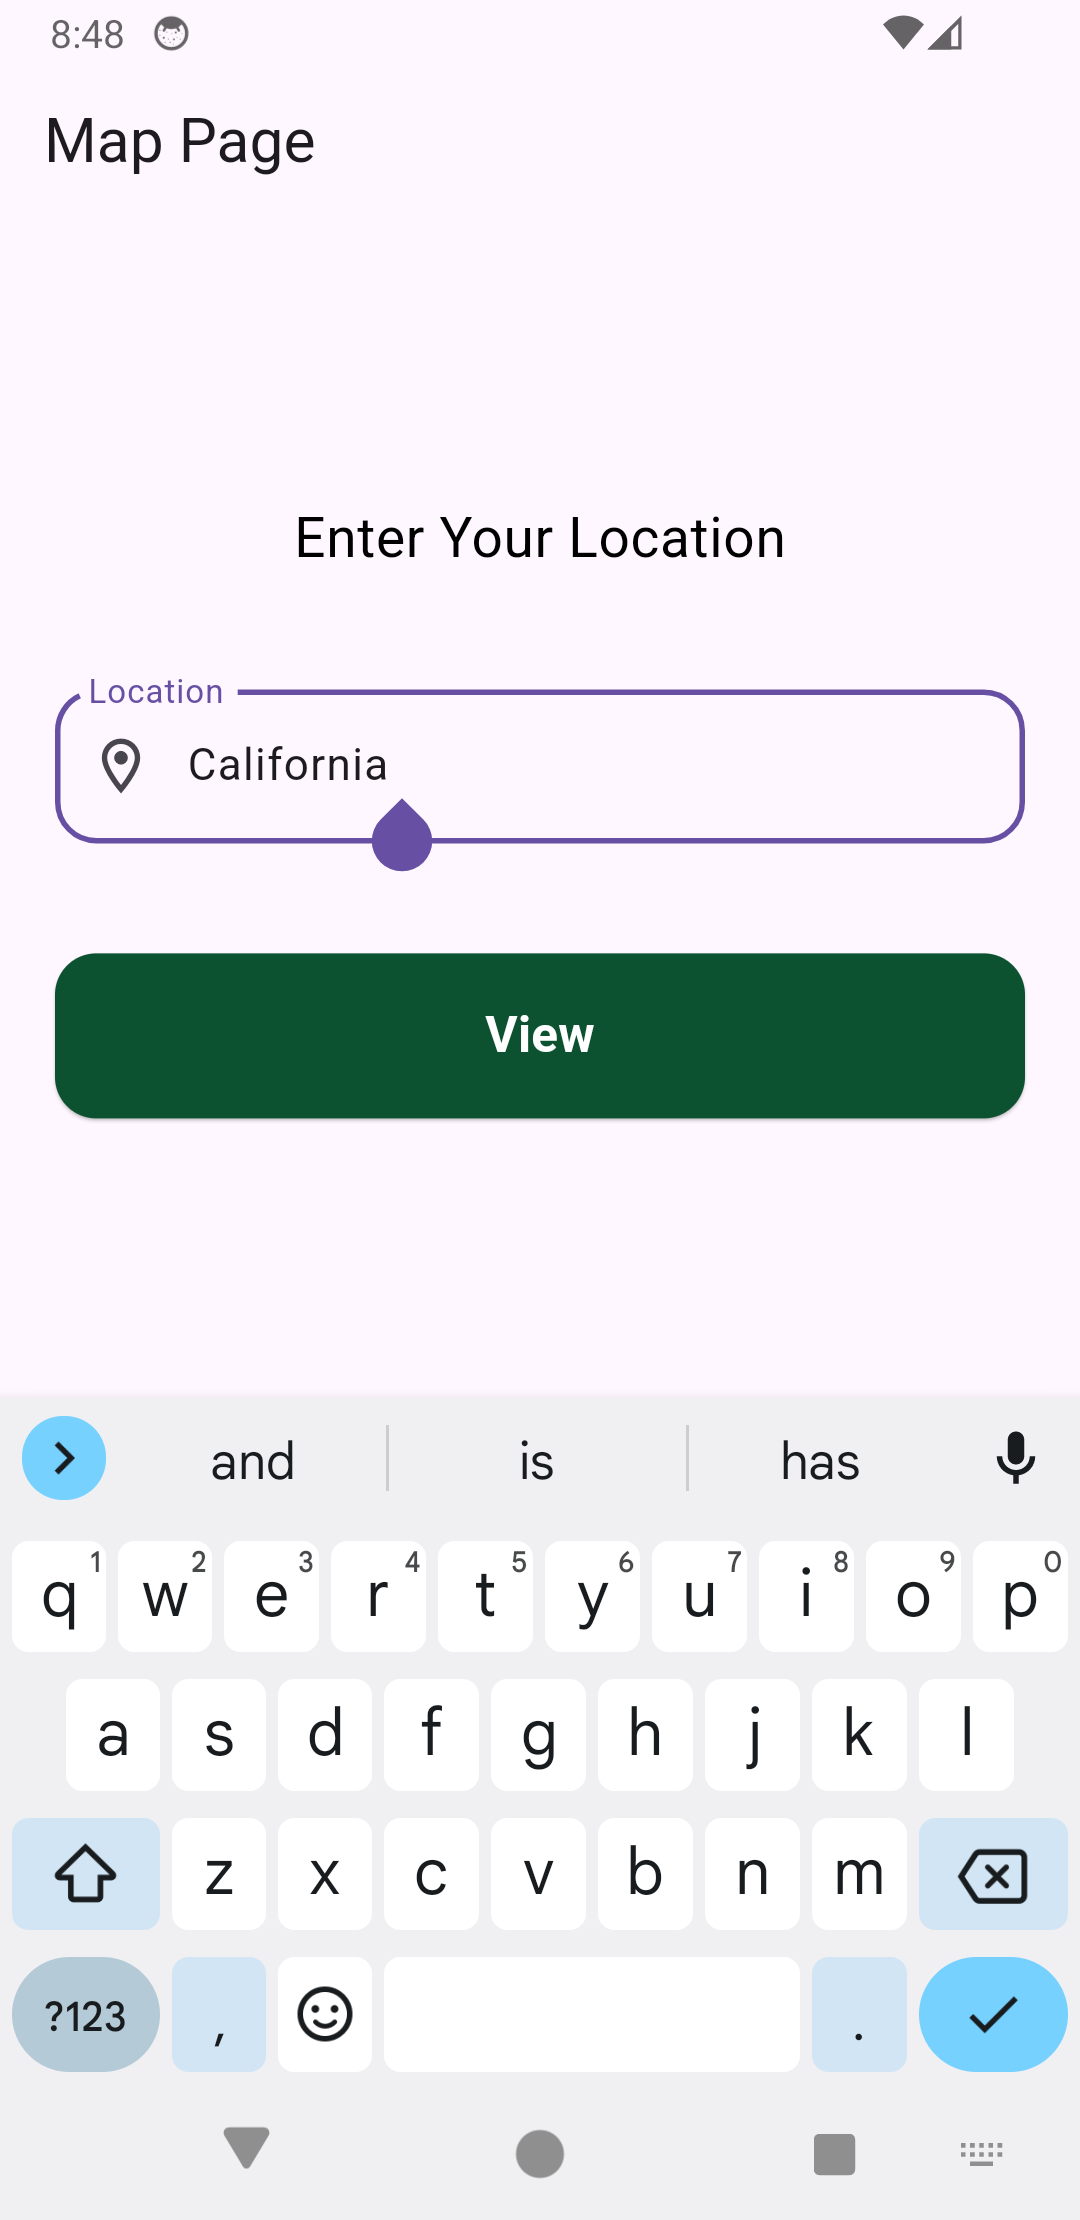 8:48
Map Page
Enter Your Location
Location
California
View
and is has
q 1 w 2 e 3 r 4 t 5 y 6 u 7 i 8 o 9 p 0
a s d f g h j k l
z x c v b n m
?123 , .